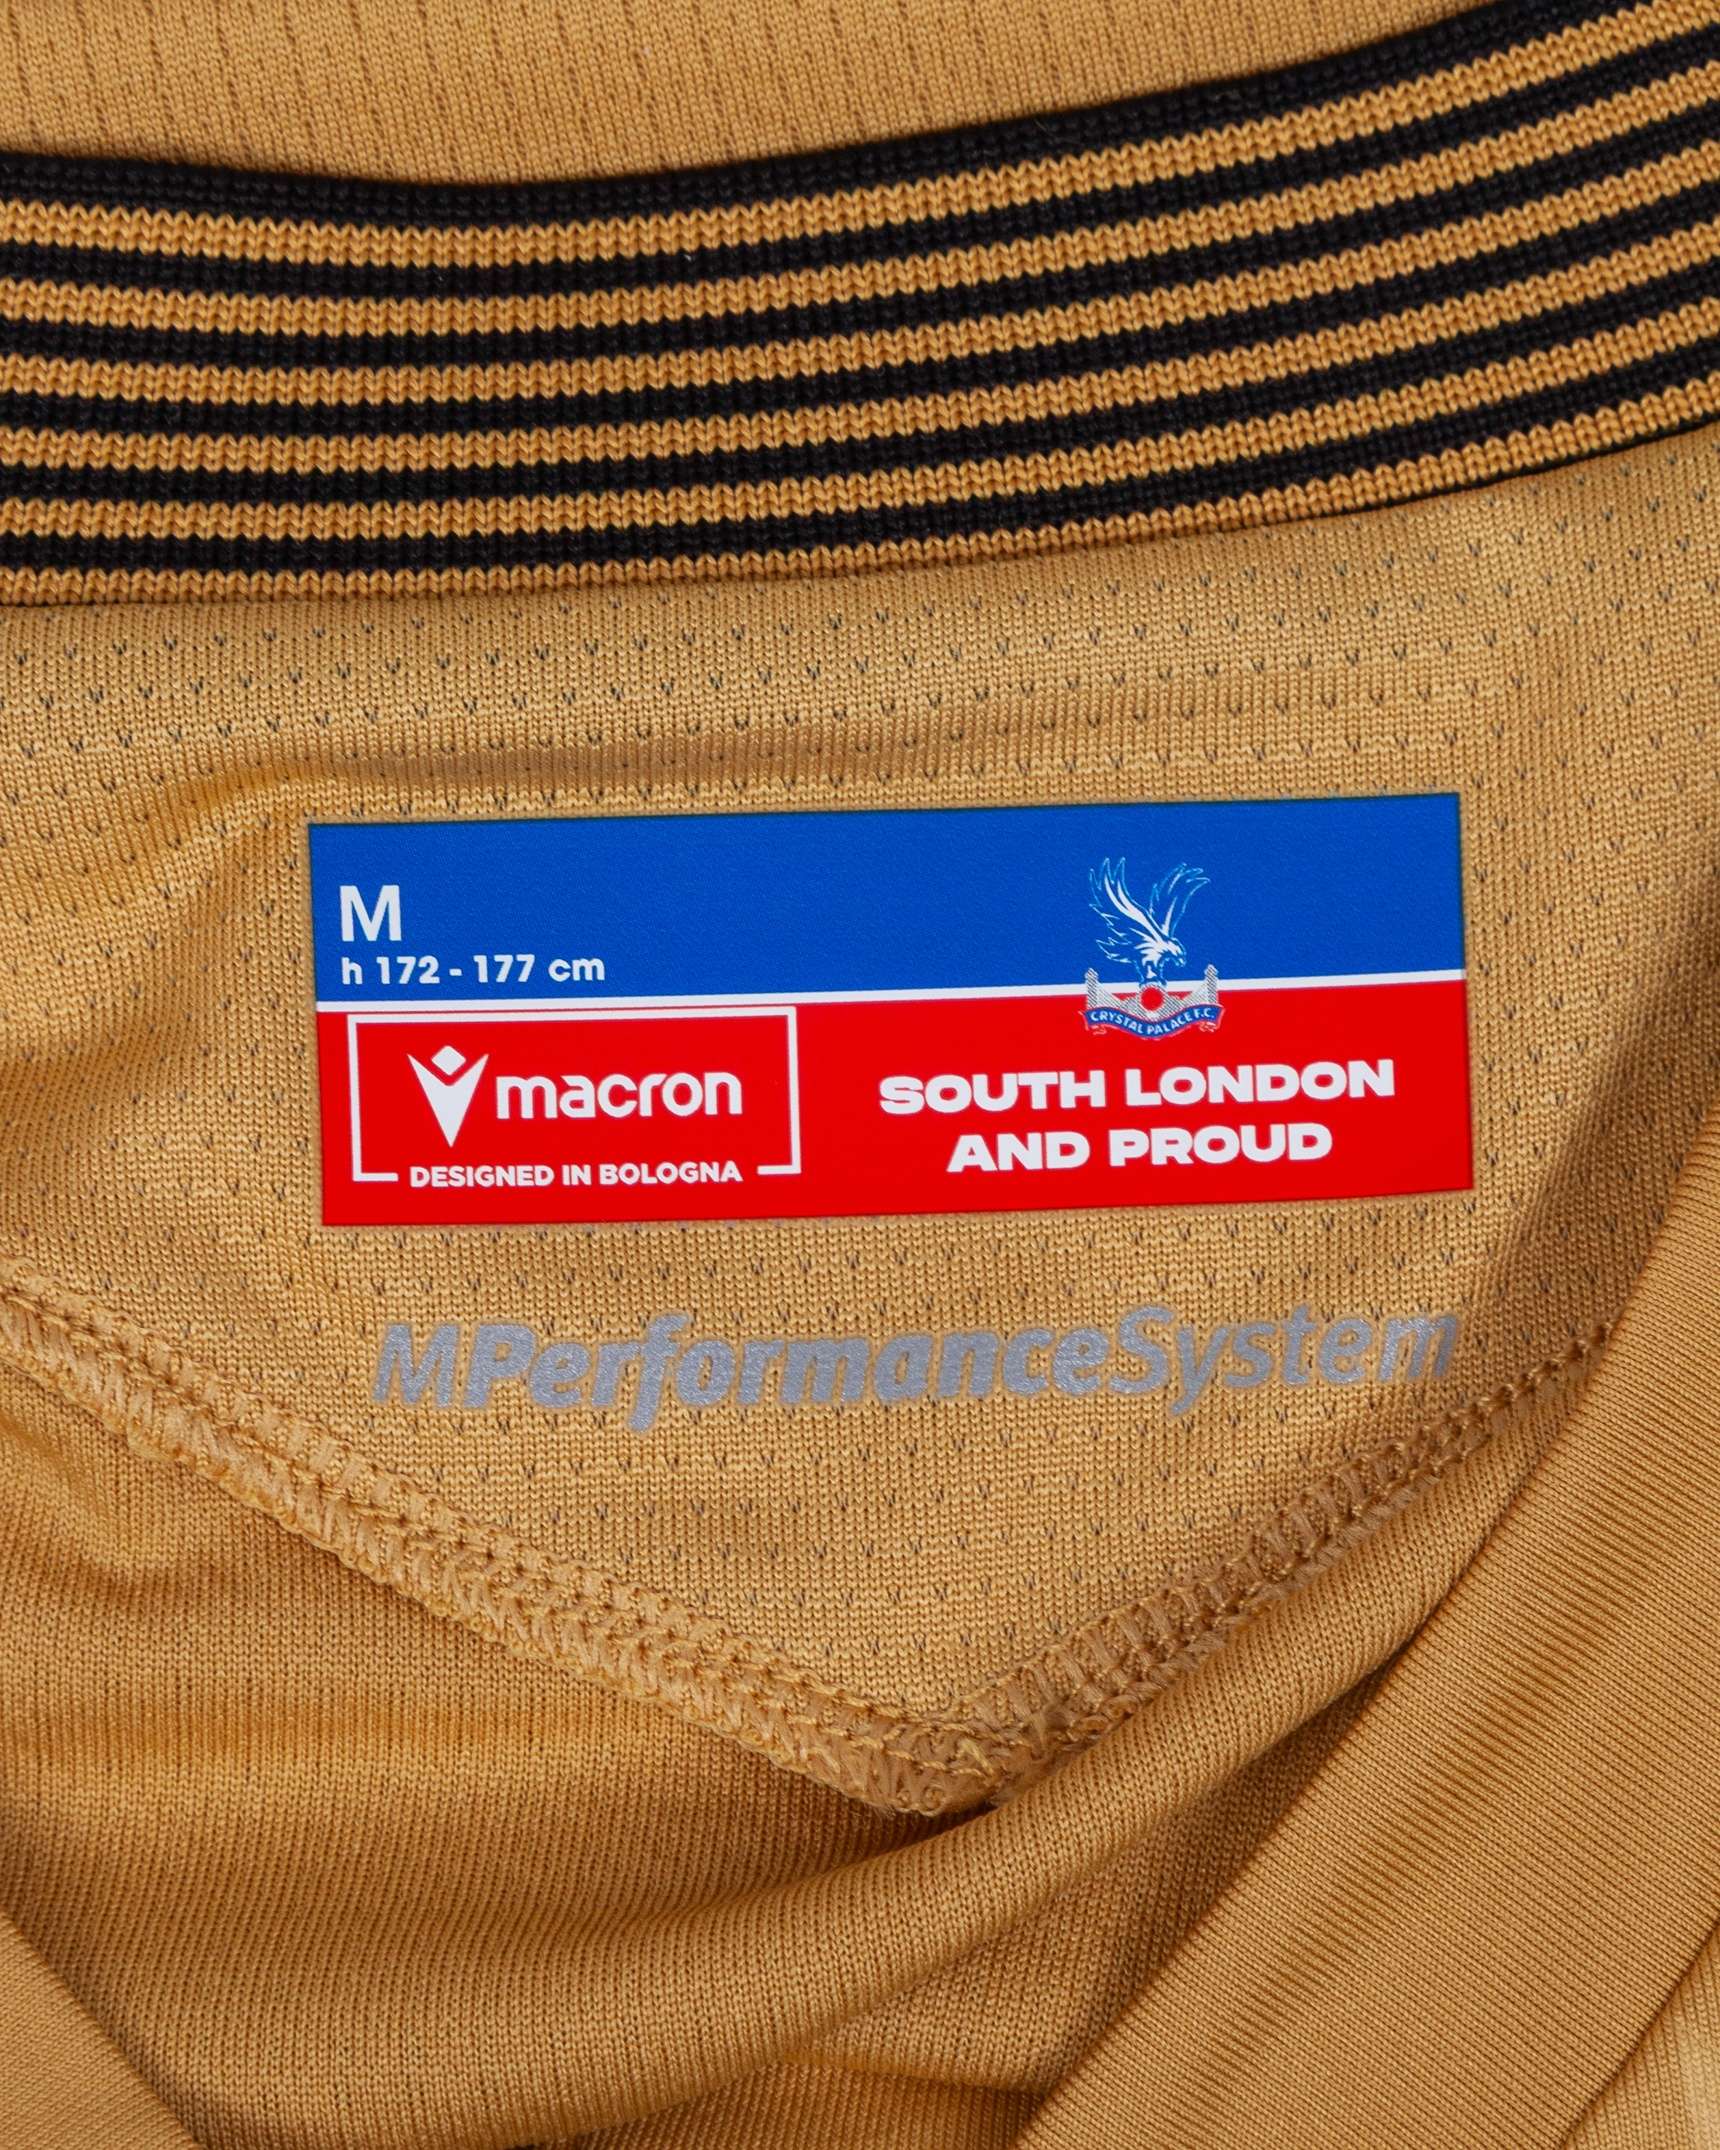 M
h 172 - 177 cm
CRYSTAL PALACE F.C.
macron
DESIGNED IN BOLOGNA
SOUTH LONDON
AND PROUD
MPerformanceSystem